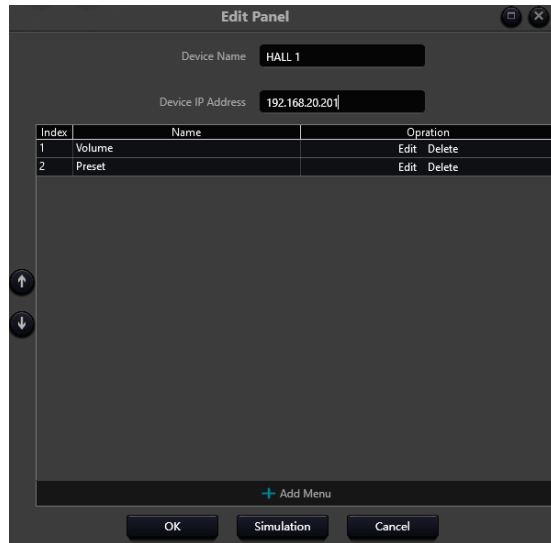 Edit Panel
Device Name HALL 1
Device IP Address 192.168.20.201
Index Name Opration
1 Volume Edit Delete
2 Preset Edit Delete
+ Add Menu
OK Simulation Cancel